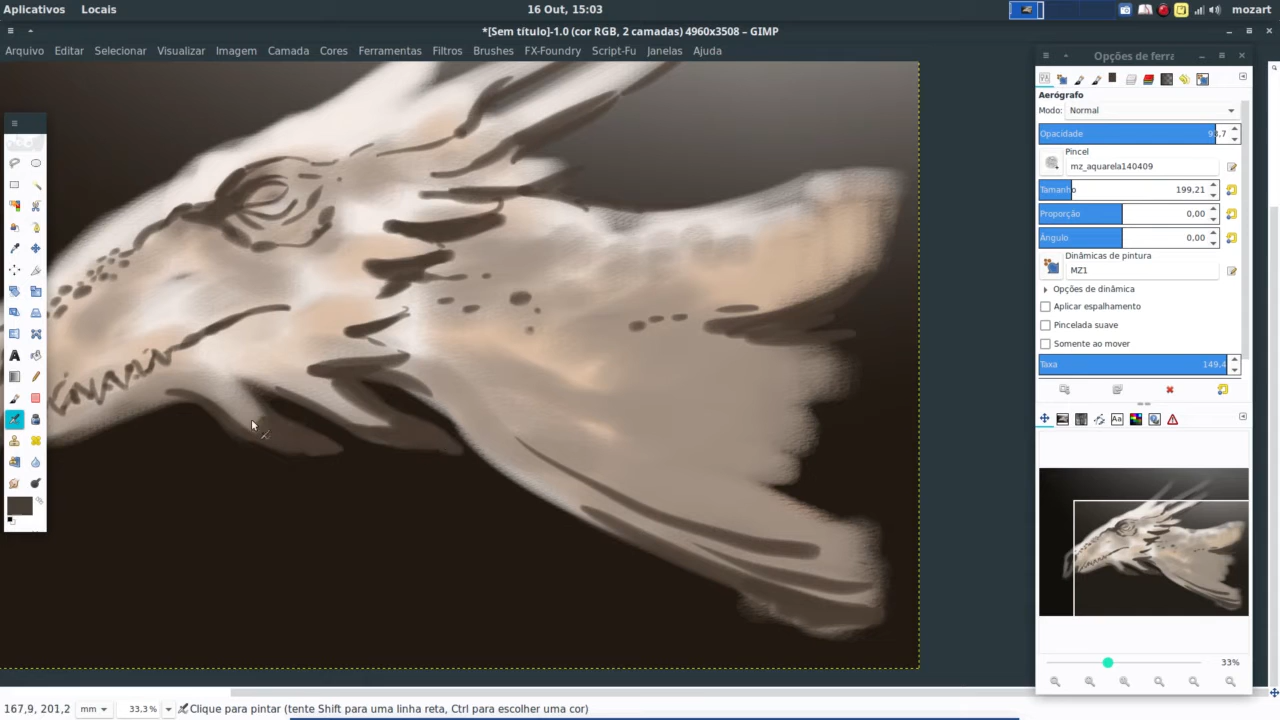 Aplicativos Locais 16 Out, 15:03 mozart
*[Sem título]-1.0 (cor RGB, 2 camadas) 4960x3508 – GIMP
Arquivo Editar Selecionar Visualizar Imagem Camada Cores Ferramentas Filtros Brushes FX-Foundry Script-Fu Janelas Ajuda
Opções de ferra
Aerógrafo
Modo: Normal
Opacidade
Pincel
mz_aquarela140409
Tamanho 199,21
Proporção 0,00
Ângulo 0,00
Dinâmicas de pintura
MZ1
Opções de dinâmica
Aplicar espalhamento
Pincelada suave
Somente ao mover
Taxa 149,4
Aa
33%
167,9, 201,2 mm 33,3% Clique para pintar (tente Shift para uma linha reta, Ctrl para escolher uma cor)